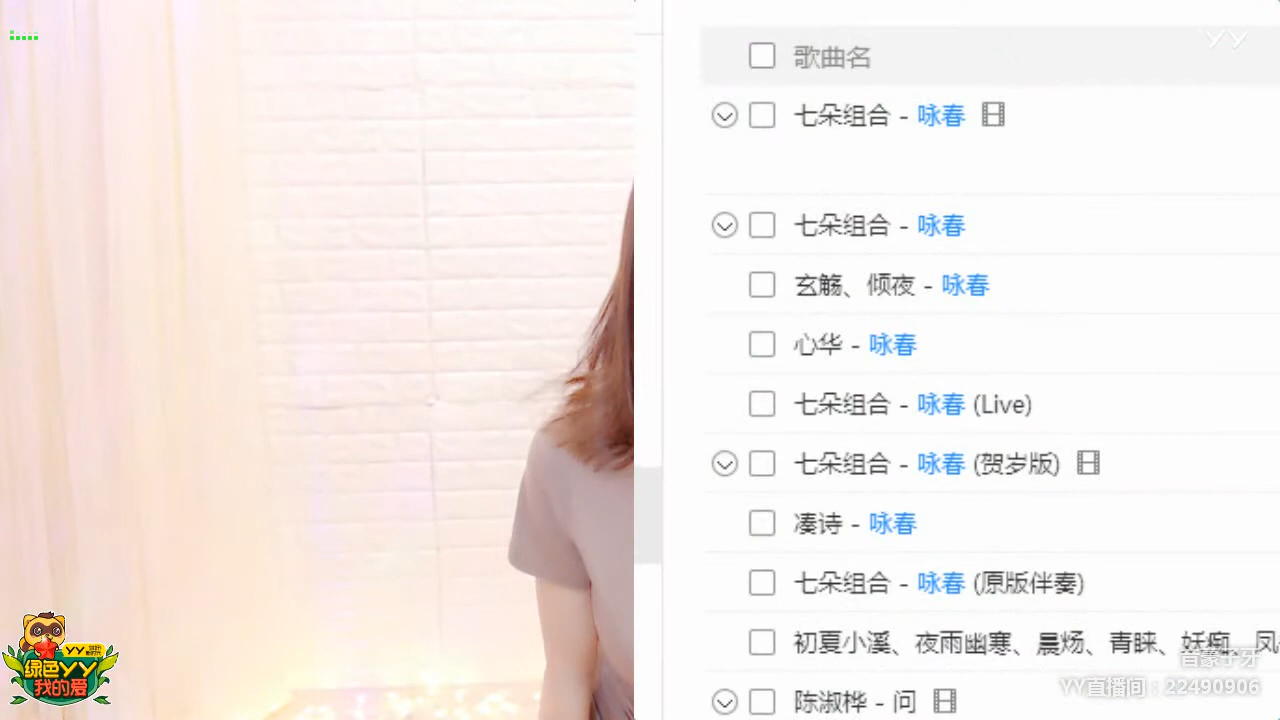 歌曲名
YY
七朵组合 - 咏春
七朵组合 - 咏春
玄觞、倾夜 - 咏春
心华 - 咏春
七朵组合 - 咏春 (Live)
七朵组合 - 咏春 (贺岁版)
凑诗 - 咏春
七朵组合 - 咏春 (原版伴奏)
初夏小溪、夜雨幽寒、晨炀、青睐、妖痴、凤
陈淑桦 - 问
YY直播间：22490906
YY
绿色YY
我的爱